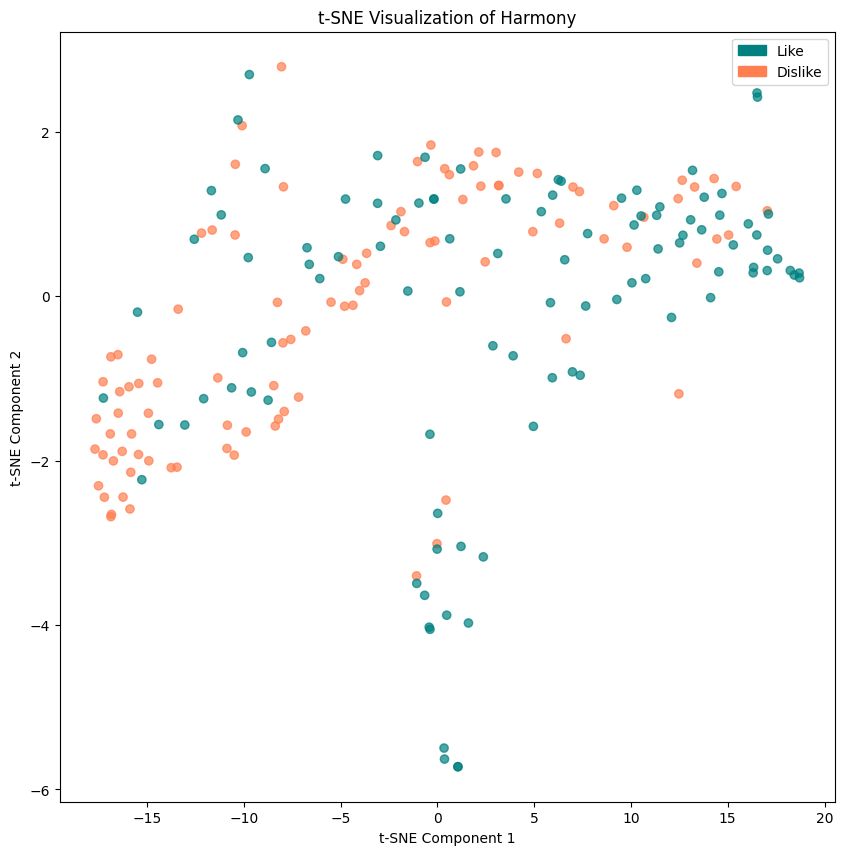 t-SNE Visualization of Harmony
Like
Dislike
2
0
−2
−4
−6
t-SNE Component 2
−15
−10
−5
0
5
10
15
20
t-SNE Component 1